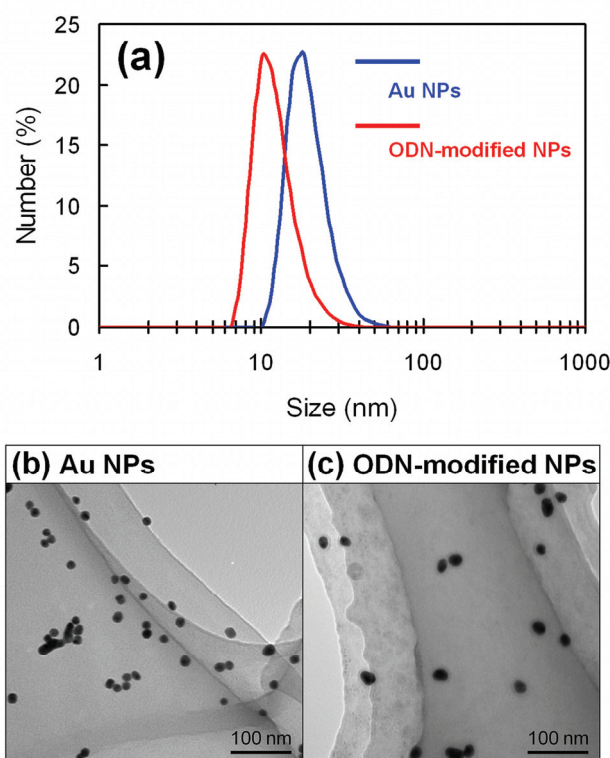 (a)
25
20
15
10
5
0
Number (%)
Au NPs
ODN-modified NPs
1 10 100 1000
Size (nm)
(b) Au NPs
(c) ODN-modified NPs
100 nm
100 nm